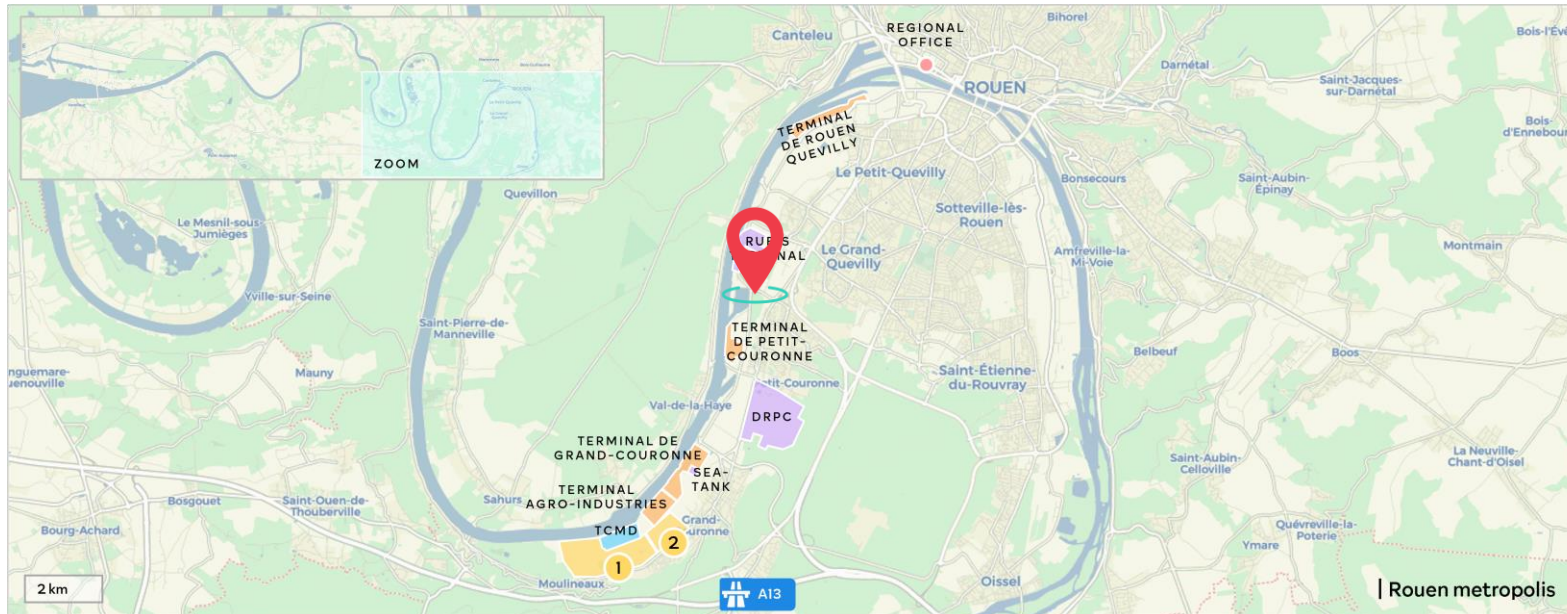 Bihorel
REGIONAL
OFFICE
Canteleu
Darnétal
ROUEN
Saint-Jacques-
sur-Darnétal
TERMINAL
DE ROUEN
QUEVILLY
ZOOM
Le Petit-Quevilly
Bonsecours
Saint-Aubin-
Épinay
Quevillon
Le Mesnil-sous-
Jumièges
Sotteville-lès-
Rouen
Le Grand-
Quevilly
Amfreville-la-
Mi-Voie
Montmain
Yville-sur-Seine
Saint-Pierre-de-
Manneville
TERMINAL
DE PETIT-
COURONNE
Belbeuf
Boos
Mauny
Saint-Étienne-
du-Rouvray
tit-Couronne
Val-de-la-Haye
DRPC
TERMINAL DE
GRAND-COURONNE
SEA-
TANK
Saint-Aubin-
Celloville
La Neuville-
Chant-d'Oisel
TERMINAL
AGRO-INDUSTRIES
Bosgouet
Saint-Ouen-de-
Thouberville
Sahurs
Bourg-Achard
TCMD
Grand-
uronne
2
1
Quévreville-la-
Poterie
Ymare
Moulineaux
Oissel
2 km
A13
| Rouen metropolis